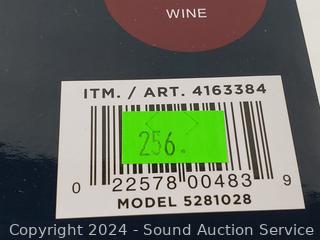 WINE
ITM. / ART. 4163384
256.
0 22578 00483 9
MODEL 5281028
Copyright 2024 - Sound Auction Service